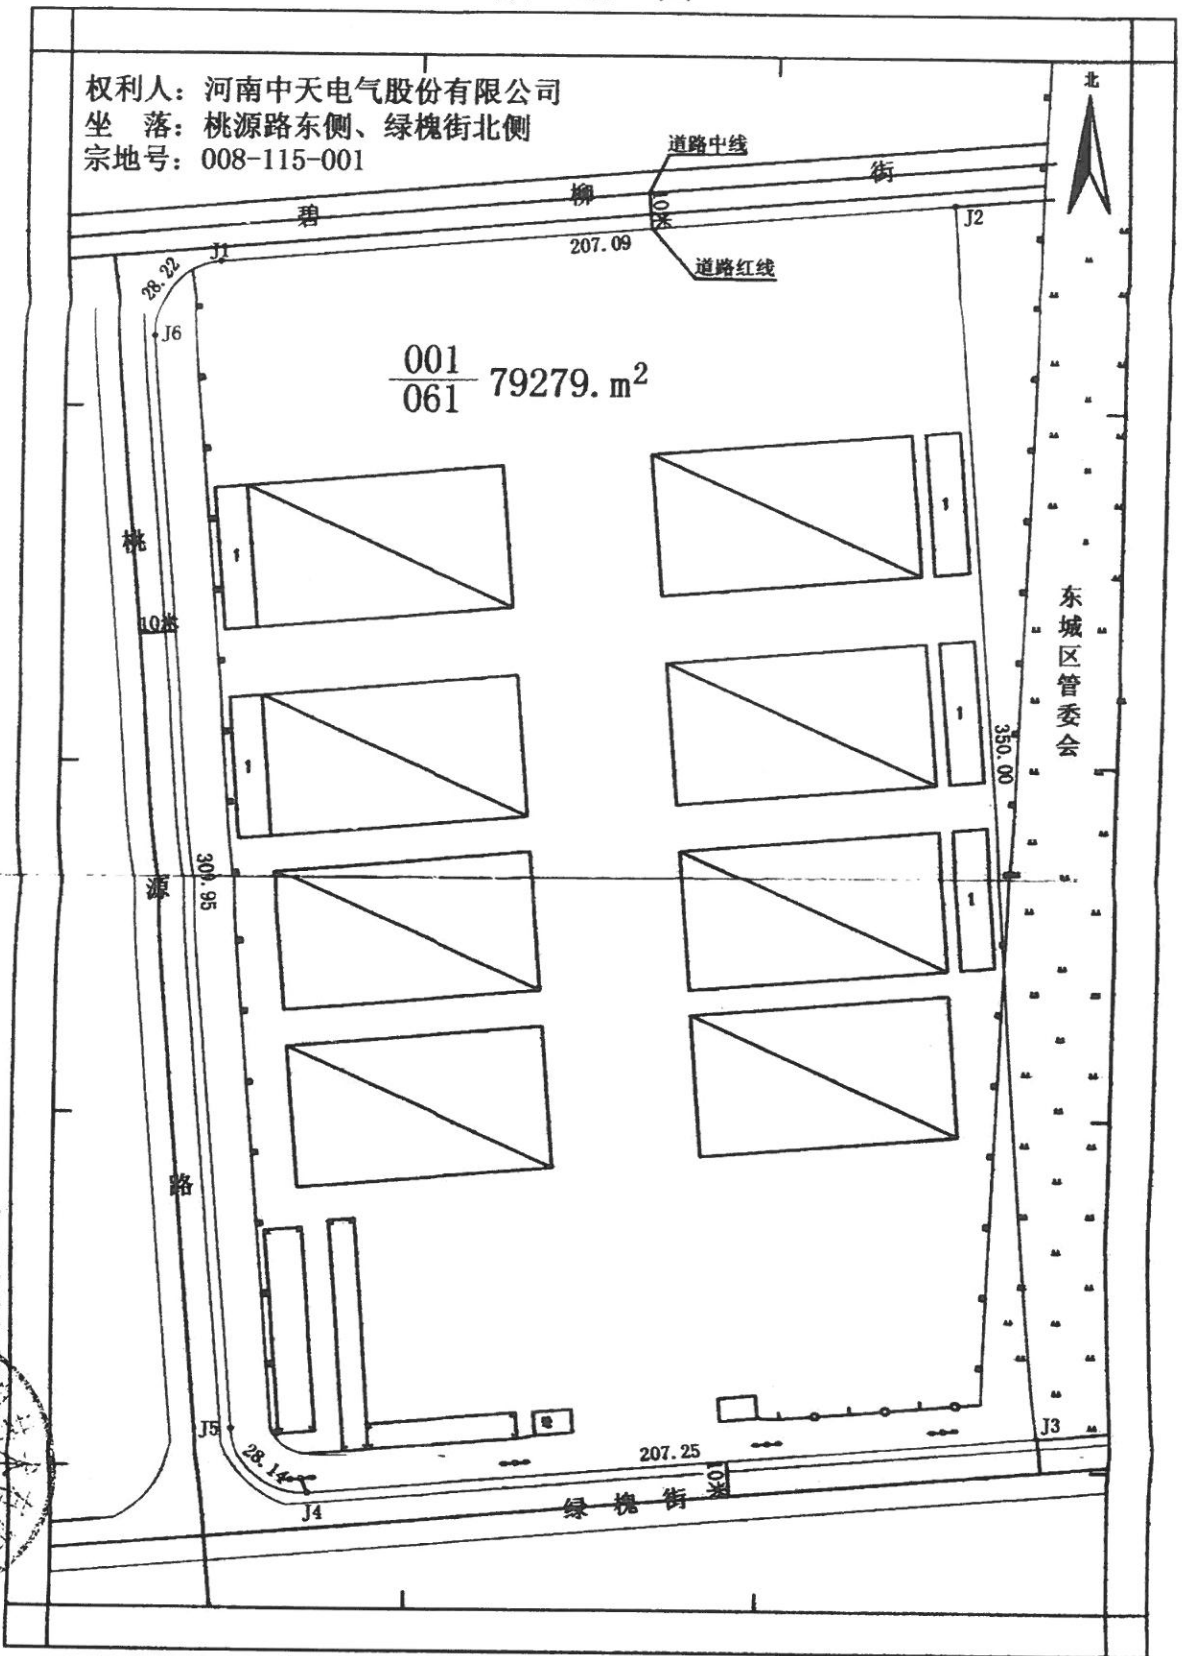 权利人：河南中天电气股份有限公司
坐　落：桃源路东侧、绿槐街北侧
宗地号：008-115-001
北
道路中线
碧柳街
10米
J1
207.09
J2
道路红线
28.22
J6
001
061
79279. m²
1
1
桃源路
10米
东城区管委会
1
1
350.00
309.95
1
J5
28.14
J4
207.25
10米
J3
绿槐街